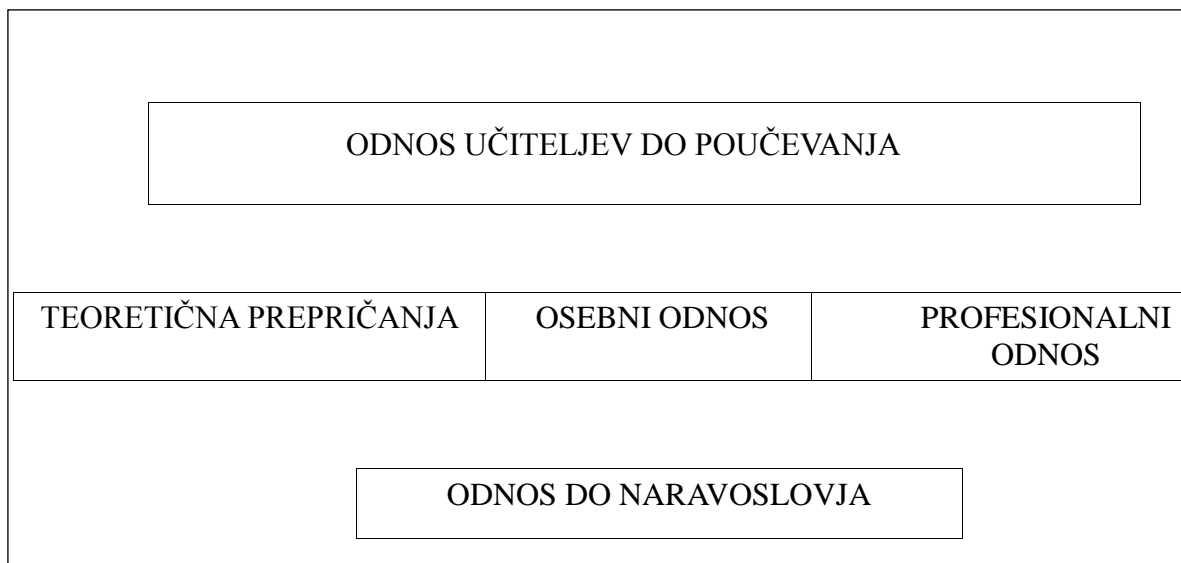 ODNOS UČITELJEV DO POUČEVANJA
TEORETIČNA PREPRIČANJA
OSEBNI ODNOS
PROFESIONALNI
ODNOS
ODNOS DO NARAVOSLOVJA